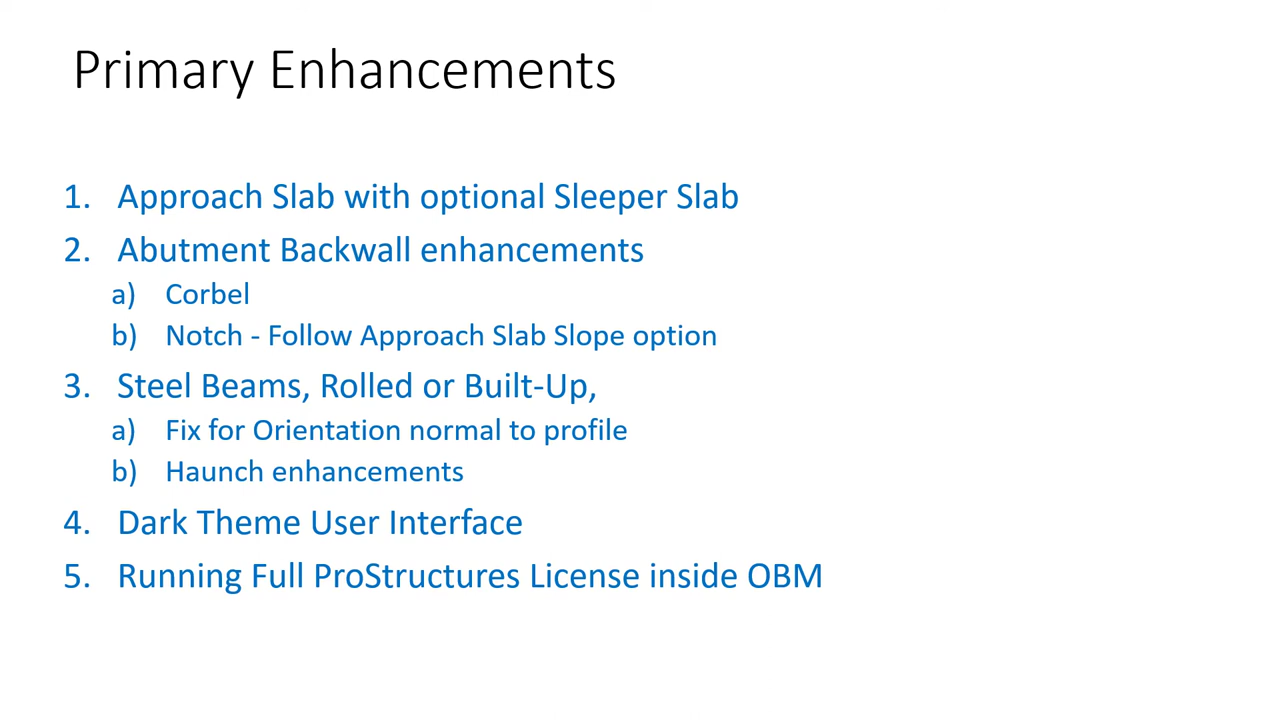 Primary Enhancements
1. Approach Slab with optional Sleeper Slab
2. Abutment Backwall enhancements
a) Corbel
b) Notch - Follow Approach Slab Slope option
3. Steel Beams, Rolled or Built-Up,
a) Fix for Orientation normal to profile
b) Haunch enhancements
4. Dark Theme User Interface
5. Running Full ProStructures License inside OBM